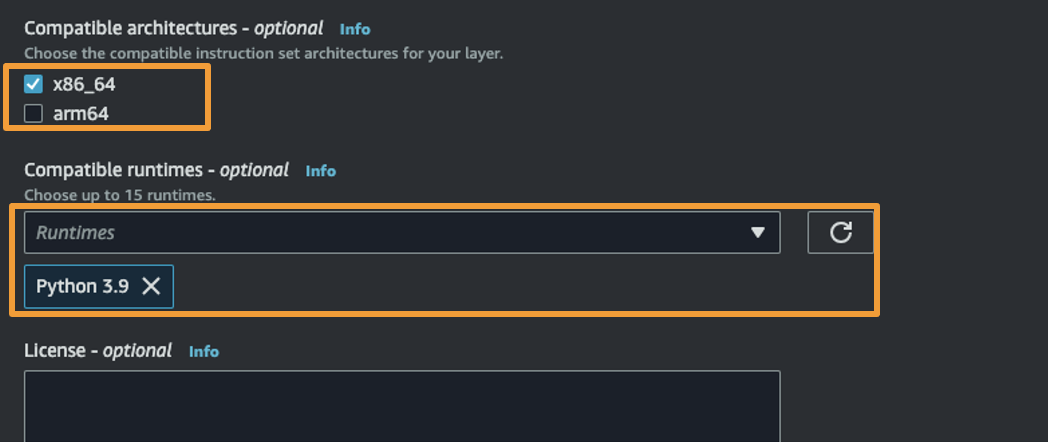 Compatible architectures - optional Info
Choose the compatible instruction set architectures for your layer.
x86_64
arm64
Compatible runtimes - optional Info
Choose up to 15 runtimes.
Runtimes
Python 3.9
License - optional Info